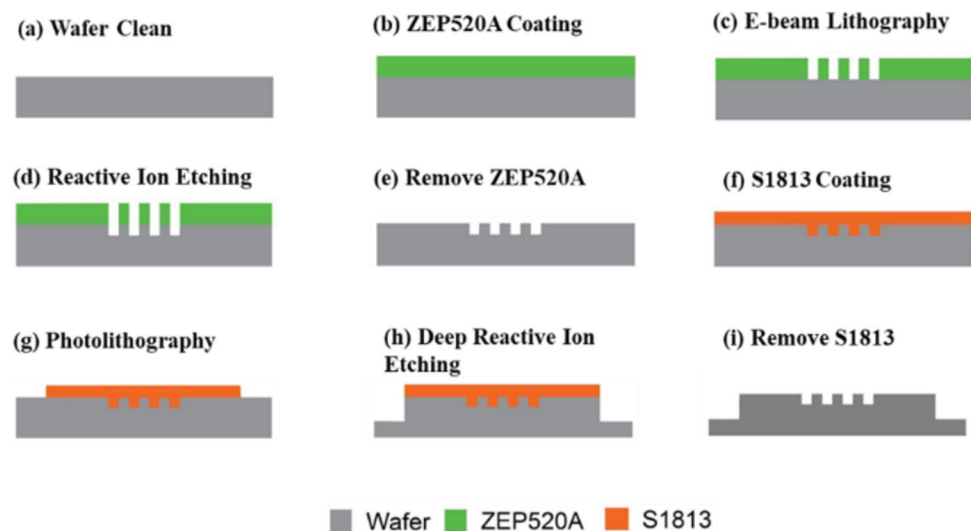 (a) Wafer Clean
(b) ZEP520A Coating
(c) E-beam Lithography
(d) Reactive Ion Etching
(e) Remove ZEP520A
(f) S1813 Coating
(g) Photolithography
(h) Deep Reactive Ion
Etching
(i) Remove S1813
Wafer ZEP520A S1813